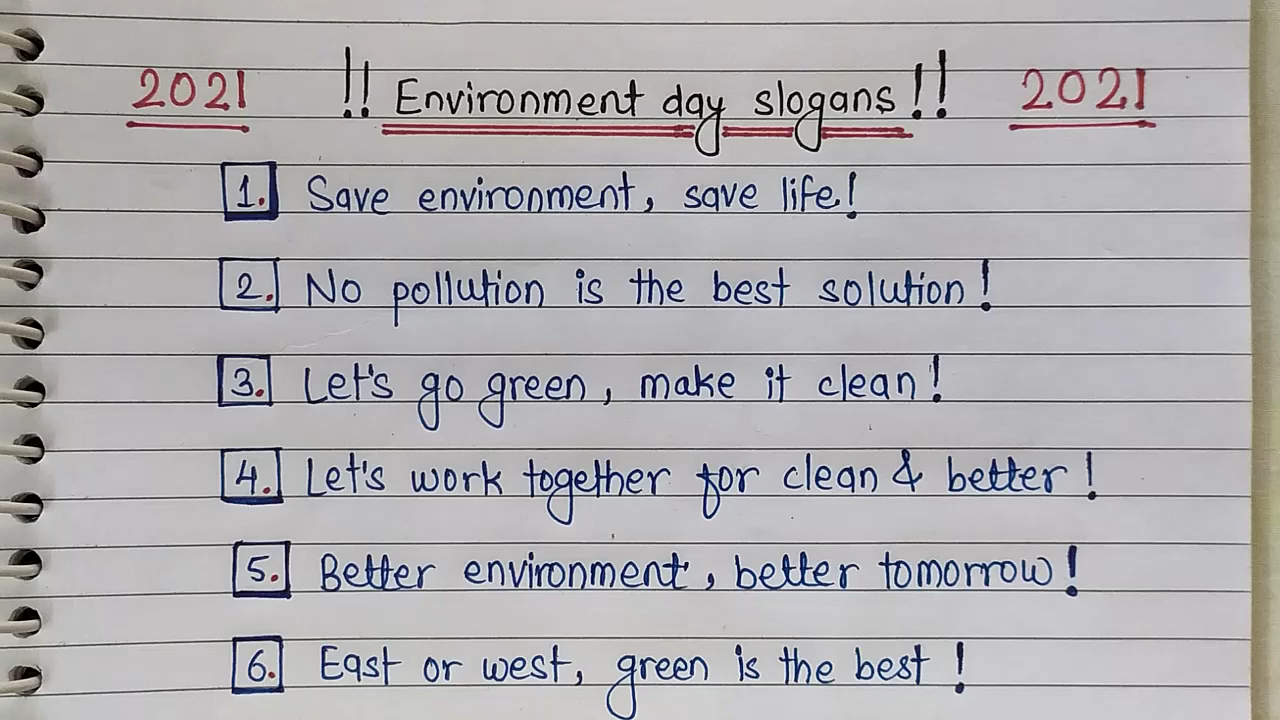 2021 !! Environment day slogans !! 2021
1. Save environment, save life!
2. No pollution is the best solution!
3. Let's go green, make it clean!
4. Let's work together for clean & better!
5. Better environment, better tomorrow!
6. East or west, green is the best!